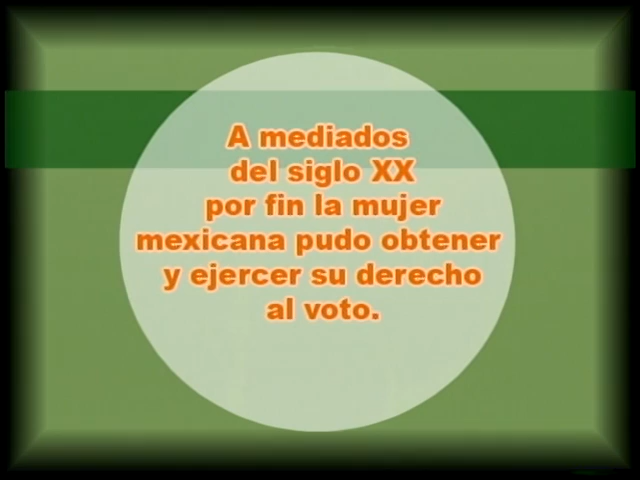 A mediados
del siglo XX
por fin la mujer
mexicana pudo obtener
y ejercer su derecho
al voto.